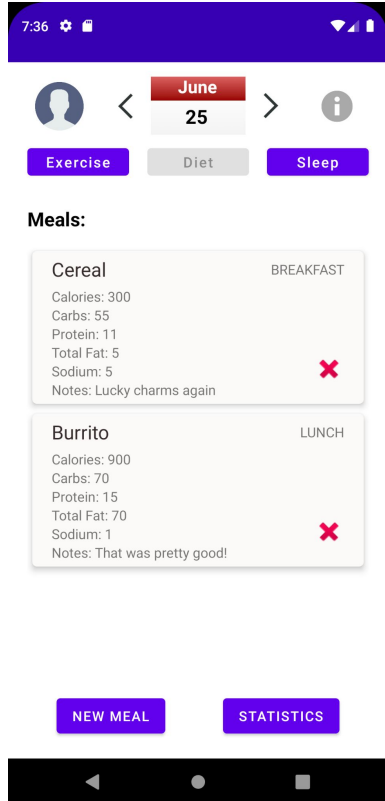 7:36
June
25
Exercise
Diet
Sleep
Meals:
Cereal
BREAKFAST
Calories: 300
Carbs: 55
Protein: 11
Total Fat: 5
Sodium: 5
Notes: Lucky charms again
Burrito
LUNCH
Calories: 900
Carbs: 70
Protein: 15
Total Fat: 70
Sodium: 1
Notes: That was pretty good!
NEW MEAL
STATISTICS